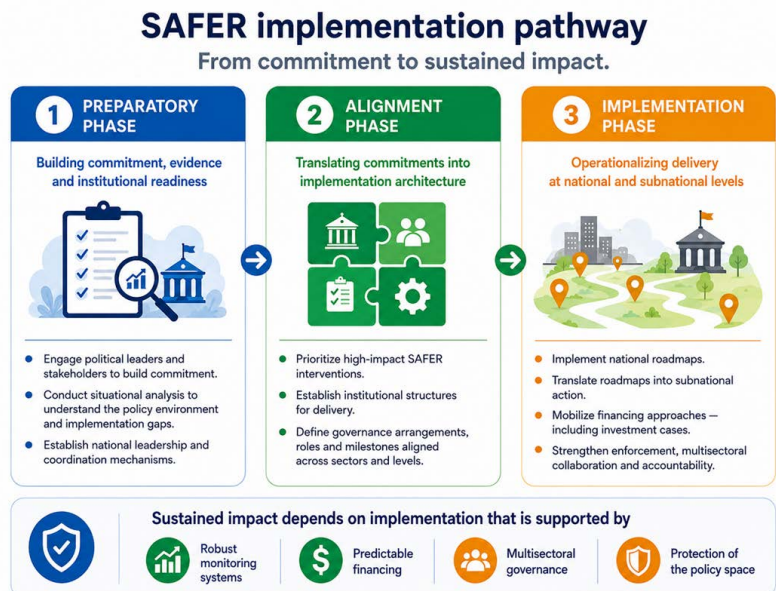 SAFER implementation pathway
From commitment to sustained impact.
1
PREPARATORY
PHASE
Building commitment, evidence
and institutional readiness
Engage political leaders and
stakeholders to build commitment.
Conduct situational analysis to
understand the policy environment
and implementation gaps.
Establish national leadership and
coordination mechanisms.
2
ALIGNMENT
PHASE
Translating commitments into
implementation architecture
Prioritize high-impact SAFER
interventions.
Establish institutional structures
for delivery.
Define governance arrangements,
roles and milestones aligned
across sectors and levels.
3
IMPLEMENTATION
PHASE
Operationalizing delivery
at national and subnational levels
Implement national roadmaps.
Translate roadmaps into subnational
action.
Mobilize financing approaches —
including investment cases.
Strengthen enforcement, multisectoral
collaboration and accountability.
Sustained impact depends on implementation that is supported by
Robust
monitoring
systems
$
Predictable
financing
Multisectoral
governance
Protection of
the policy space